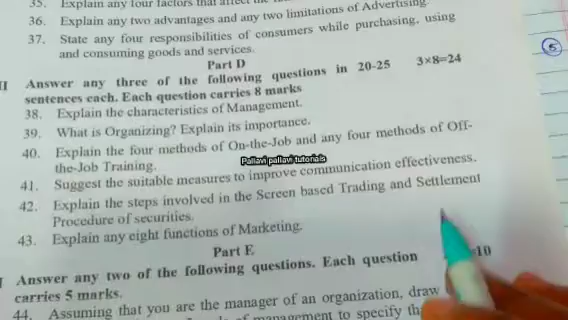 35. Explain any four factors that affect the
36. Explain any two advantages and any two limitations of Advertising.
37. State any four responsibilities of consumers while purchasing, using
and consuming goods and services.
Part D
II Answer any three of the following questions in 20-25 3×8=24
sentences each. Each question carries 8 marks
38. Explain the characteristics of Management.
39. What is Organizing? Explain its importance.
40. Explain the four methods of On-the-Job and any four methods of Off-
the-Job Training.
Pallavi pallavi tutorials
41. Suggest the suitable measures to improve communication effectiveness.
42. Explain the steps involved in the Screen based Trading and Settlement
Procedure of securities.
43. Explain any eight functions of Marketing.
Part E
Answer any two of the following questions. Each question =10
carries 5 marks.
44. Assuming that you are the manager of an organization, draw
of management to specify
5